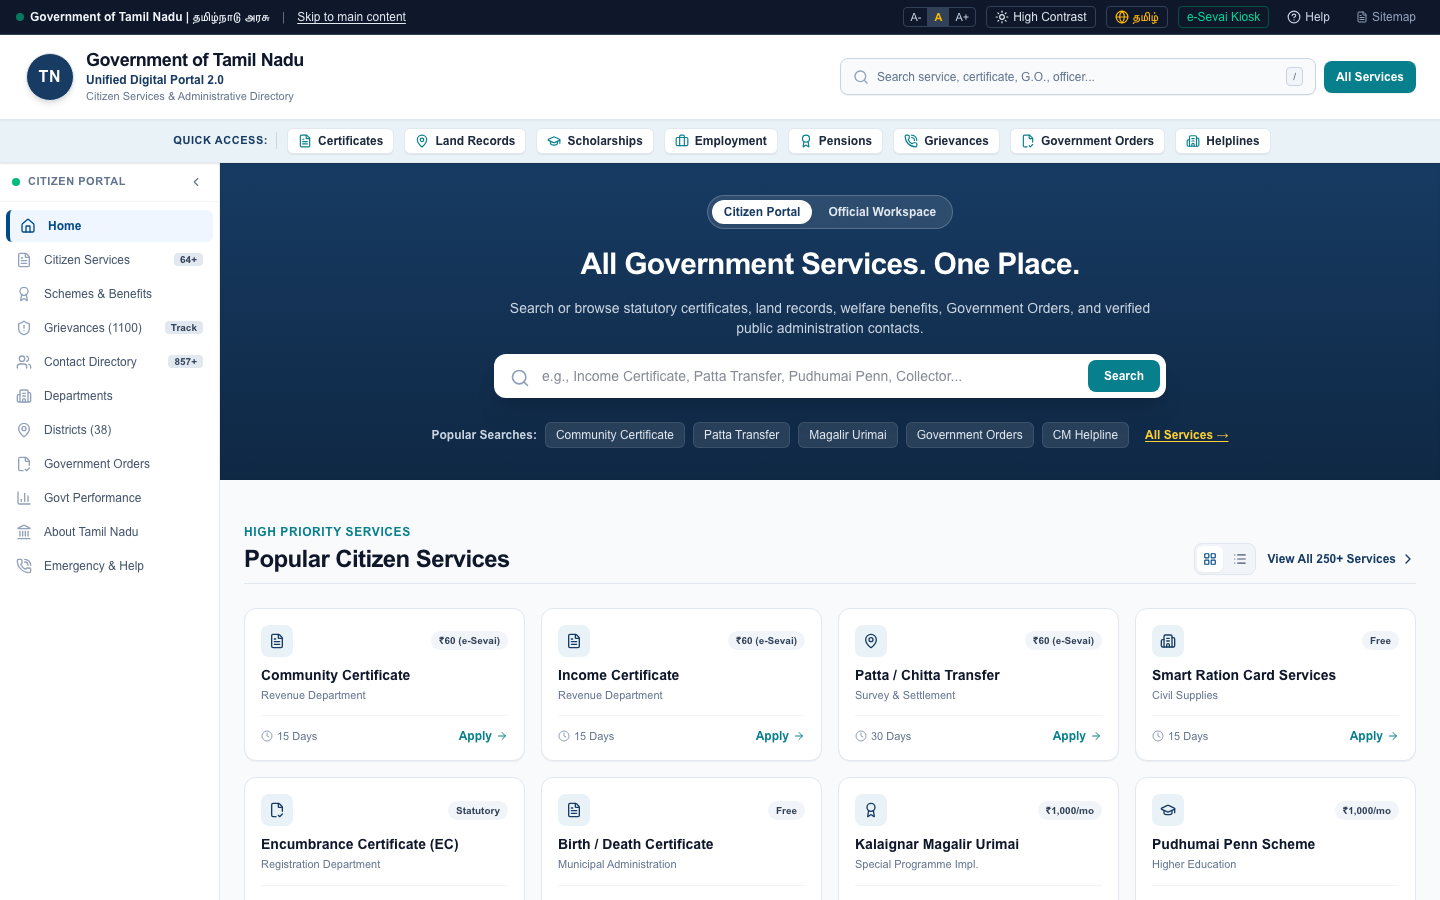 Government of Tamil Nadu | தமிழ்நாடு அரசு | Skip to main content
A- A A+ High Contrast தமிழ் e-Sevai Kiosk Help Sitemap
TN
Government of Tamil Nadu
Unified Digital Portal 2.0
Citizen Services & Administrative Directory
Search service, certificate, G.O., officer... /
All Services
QUICK ACCESS: Certificates Land Records Scholarships Employment Pensions Grievances Government Orders Helplines
CITIZEN PORTAL
Home
Citizen Services 64+
Schemes & Benefits
Grievances (1100) Track
Contact Directory 857+
Departments
Districts (38)
Government Orders
Govt Performance
About Tamil Nadu
Emergency & Help
Citizen Portal Official Workspace
All Government Services. One Place.
Search or browse statutory certificates, land records, welfare benefits, Government Orders, and verified
public administration contacts.
e.g., Income Certificate, Patta Transfer, Pudhumai Penn, Collector... Search
Popular Searches: Community Certificate Patta Transfer Magalir Urimai Government Orders CM Helpline All Services →
HIGH PRIORITY SERVICES
Popular Citizen Services
View All 250+ Services
₹60 (e-Sevai)
Community Certificate
Revenue Department
15 Days Apply →
₹60 (e-Sevai)
Income Certificate
Revenue Department
15 Days Apply →
₹60 (e-Sevai)
Patta / Chitta Transfer
Survey & Settlement
30 Days Apply →
Free
Smart Ration Card Services
Civil Supplies
15 Days Apply →
Statutory
Encumbrance Certificate (EC)
Registration Department
Free
Birth / Death Certificate
Municipal Administration
₹1,000/mo
Kalaignar Magalir Urimai
Special Programme Impl.
₹1,000/mo
Pudhumai Penn Scheme
Higher Education